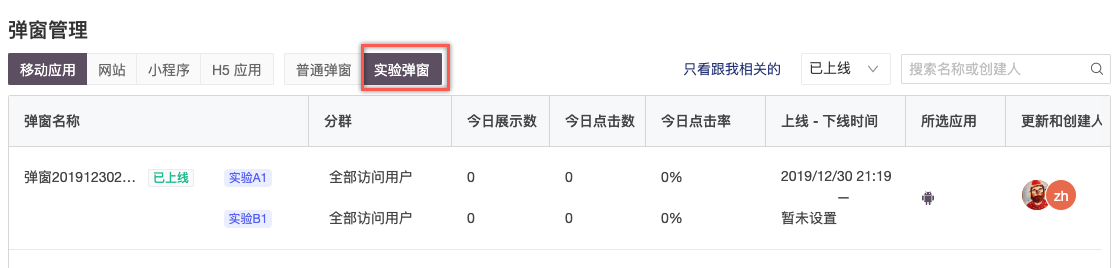 弹窗管理
移动应用 网站 小程序 H5 应用 普通弹窗 实验弹窗 只看跟我相关的 已上线 搜索名称或创建人
弹窗名称 分群 今日展示数 今日点击数 今日点击率 上线 - 下线时间 所选应用 更新和创建人
弹窗201912302... 已上线 实验A1 全部访问用户 0 0 0% 2019/12/30 21:19
—
zh
实验B1 全部访问用户 0 0 0% 暂未设置